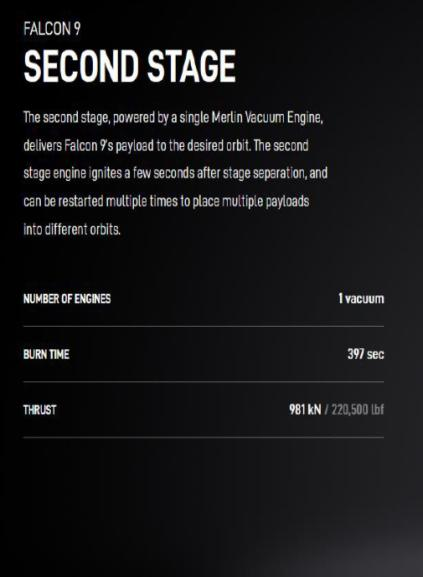 FALCON 9
SECOND STAGE
The second stage, powered by a single Merlin Vacuum Engine,
delivers Falcon 9's payload to the desired orbit. The second
stage engine ignites a few seconds after stage separation, and
can be restarted multiple times to place multiple payloads
into different orbits.
NUMBER OF ENGINES 1 vacuum
BURN TIME 397 sec
THRUST 981 kN / 220,500 lbf